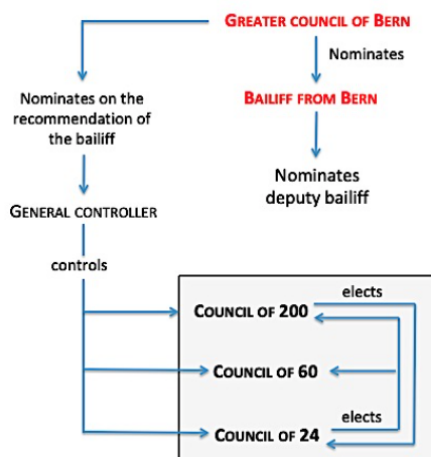 GREATER COUNCIL OF BERN
Nominates
Nominates on the
recommendation of
the bailiff
BAILIFF FROM BERN
Nominates
deputy bailiff
GENERAL CONTROLLER
controls
elects
COUNCIL OF 200
COUNCIL OF 60
elects
COUNCIL OF 24